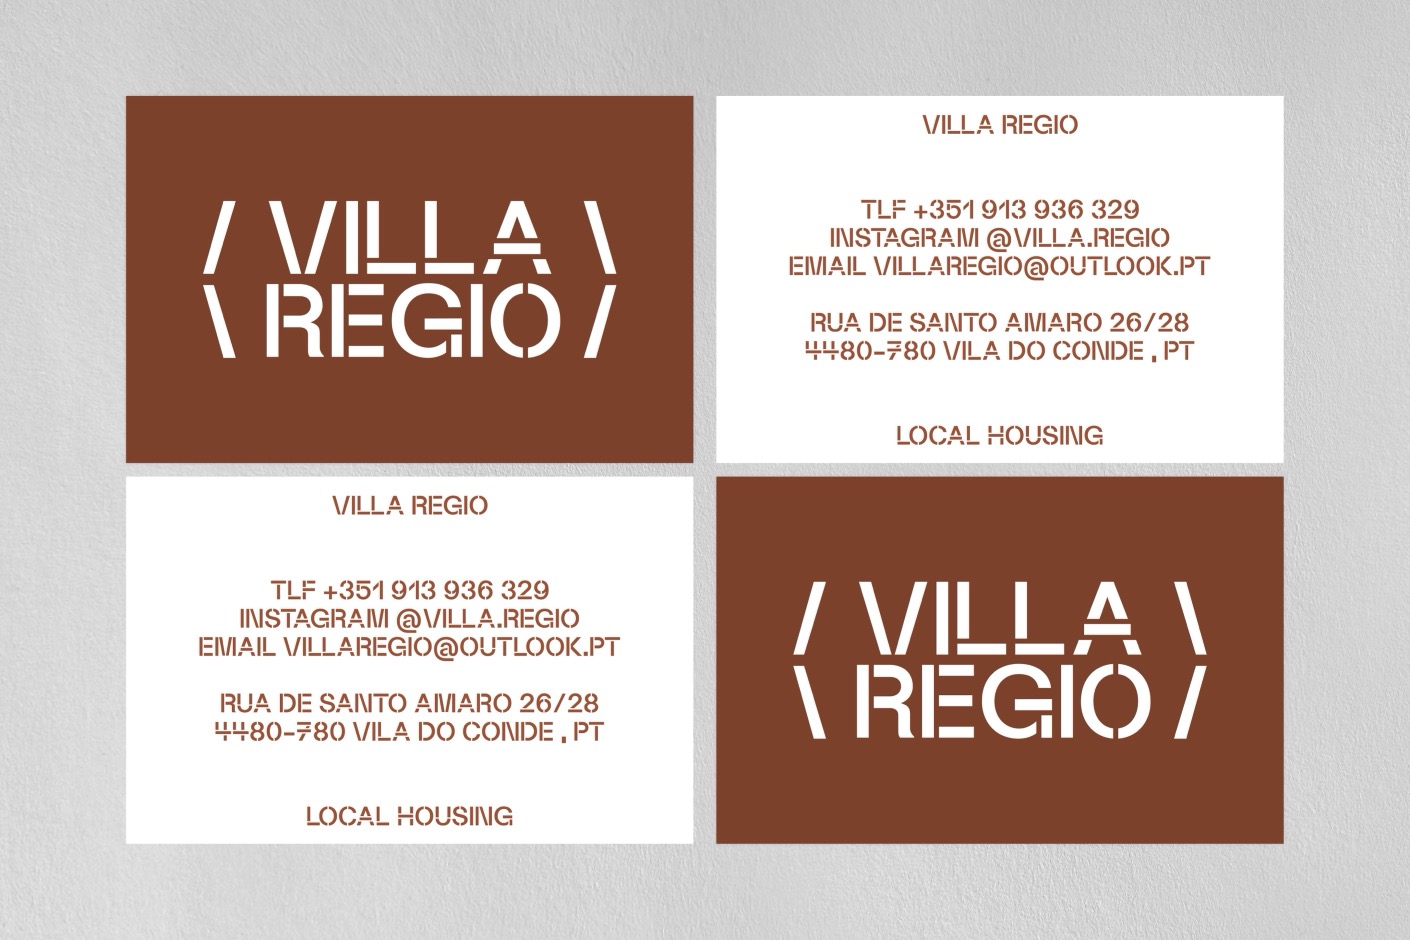 / VILLA \
\ REGIO /
VILLA REGIO
TLF +351 913 936 329
INSTAGRAM @VILLA.REGIO
EMAIL VILLAREGIO@OUTLOOK.PT
RUA DE SANTO AMARO 26/28
4480-780 VILA DO CONDE , PT
LOCAL HOUSING
VILLA REGIO
TLF +351 913 936 329
INSTAGRAM @VILLA.REGIO
EMAIL VILLAREGIO@OUTLOOK.PT
RUA DE SANTO AMARO 26/28
4480-780 VILA DO CONDE , PT
LOCAL HOUSING
/ VILLA \
\ REGIO /